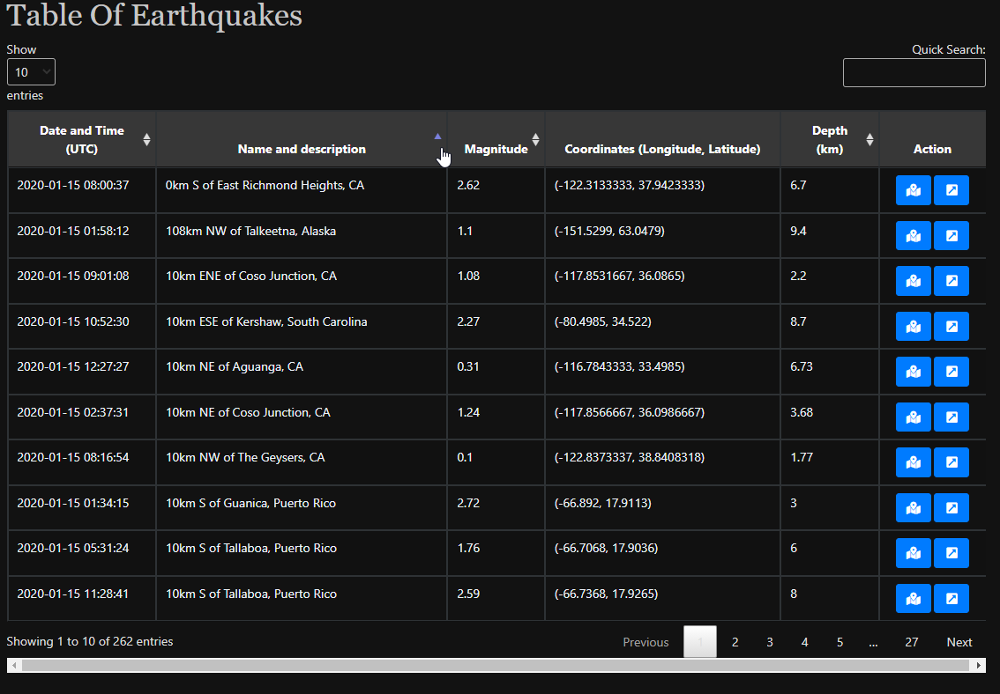 Table Of Earthquakes
Show
10
entries
Quick Search:
Date and Time (UTC) Name and description Magnitude Coordinates (Longitude, Latitude) Depth (km) Action
2020-01-15 08:00:37 0km S of East Richmond Heights, CA 2.62 (-122.3133333, 37.9423333) 6.7
2020-01-15 01:58:12 108km NW of Talkeetna, Alaska 1.1 (-151.5299, 63.0479) 9.4
2020-01-15 09:01:08 10km ENE of Coso Junction, CA 1.08 (-117.8531667, 36.0865) 2.2
2020-01-15 10:52:30 10km ESE of Kershaw, South Carolina 2.27 (-80.4985, 34.522) 8.7
2020-01-15 12:27:27 10km NE of Aguanga, CA 0.31 (-116.7843333, 33.4985) 6.73
2020-01-15 02:37:31 10km NE of Coso Junction, CA 1.24 (-117.8566667, 36.0986667) 3.68
2020-01-15 08:16:54 10km NW of The Geysers, CA 0.1 (-122.8373337, 38.8408318) 1.77
2020-01-15 01:34:15 10km S of Guanica, Puerto Rico 2.72 (-66.892, 17.9113) 3
2020-01-15 05:31:24 10km S of Tallaboa, Puerto Rico 1.76 (-66.7068, 17.9036) 6
2020-01-15 11:28:41 10km S of Tallaboa, Puerto Rico 2.59 (-66.7368, 17.9265) 8
Showing 1 to 10 of 262 entries Previous 1 2 3 4 5 ... 27 Next